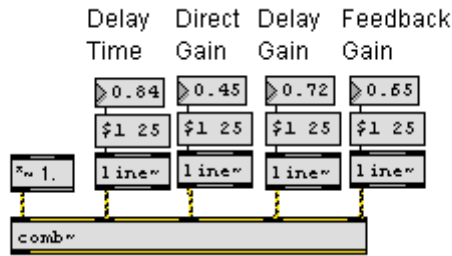 Delay Direct Delay Feedback
Time Gain Gain Gain
0.84 0.45 0.72 0.65
$1 25 $1 25 $1 25 $1 25
*~ 1. line~ line~ line~ line~
comb~